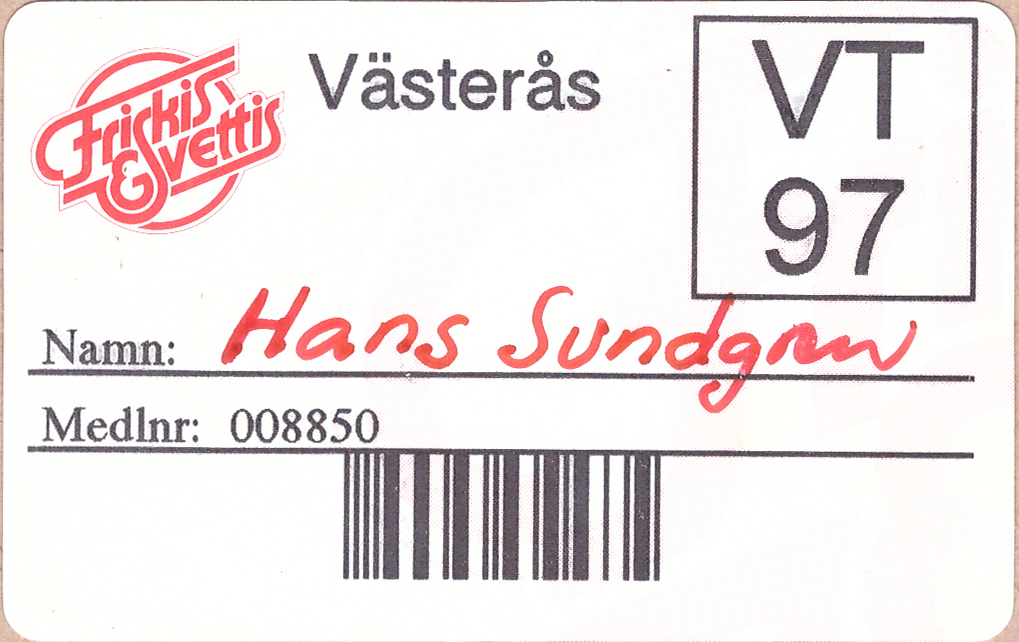 Friskis
&Svettis
Västerås
VT
97
Namn: Hans Sundgren
Medlnr: 008850